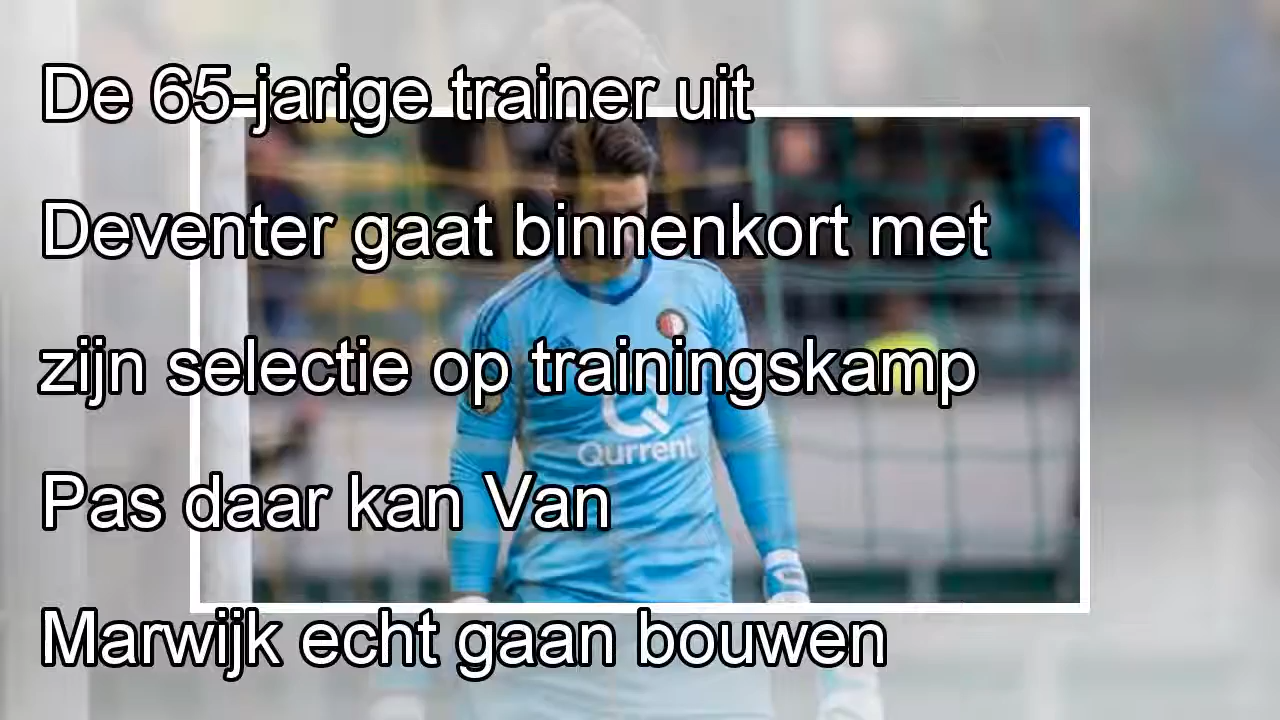 De 65-jarige trainer uit
Deventer gaat binnenkort met
zijn selectie op trainingskamp
Qurrent
Pas daar kan Van
Marwijk echt gaan bouwen